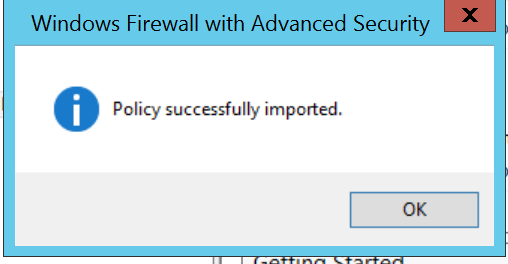 Windows Firewall with Advanced Security
x
Policy successfully imported.
OK
Getting Started